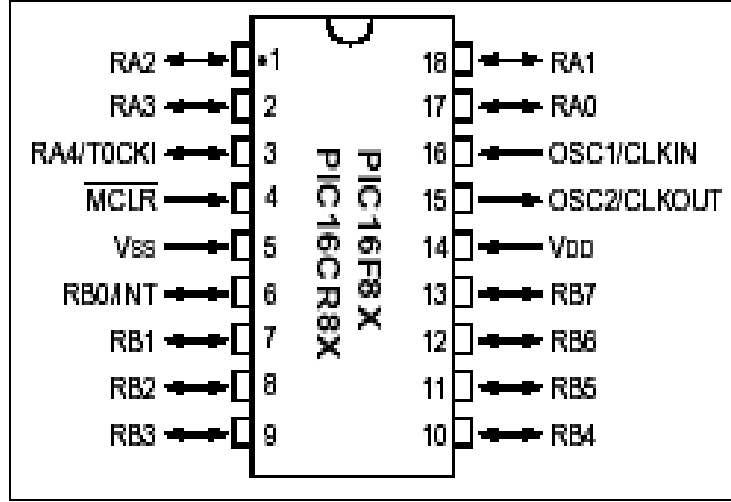 RA2 •1 18 RA1
RA3 2 17 RA0
RA4/T0CKI 3 16 OSC1/CLKIN
MCLR 4 15 OSC2/CLKOUT
VSS 5 14 VDD
RB0/INT 6 13 RB7
RB1 7 12 RB6
RB2 8 11 RB5
RB3 9 10 RB4
PIC16F8X
PIC16CR8X